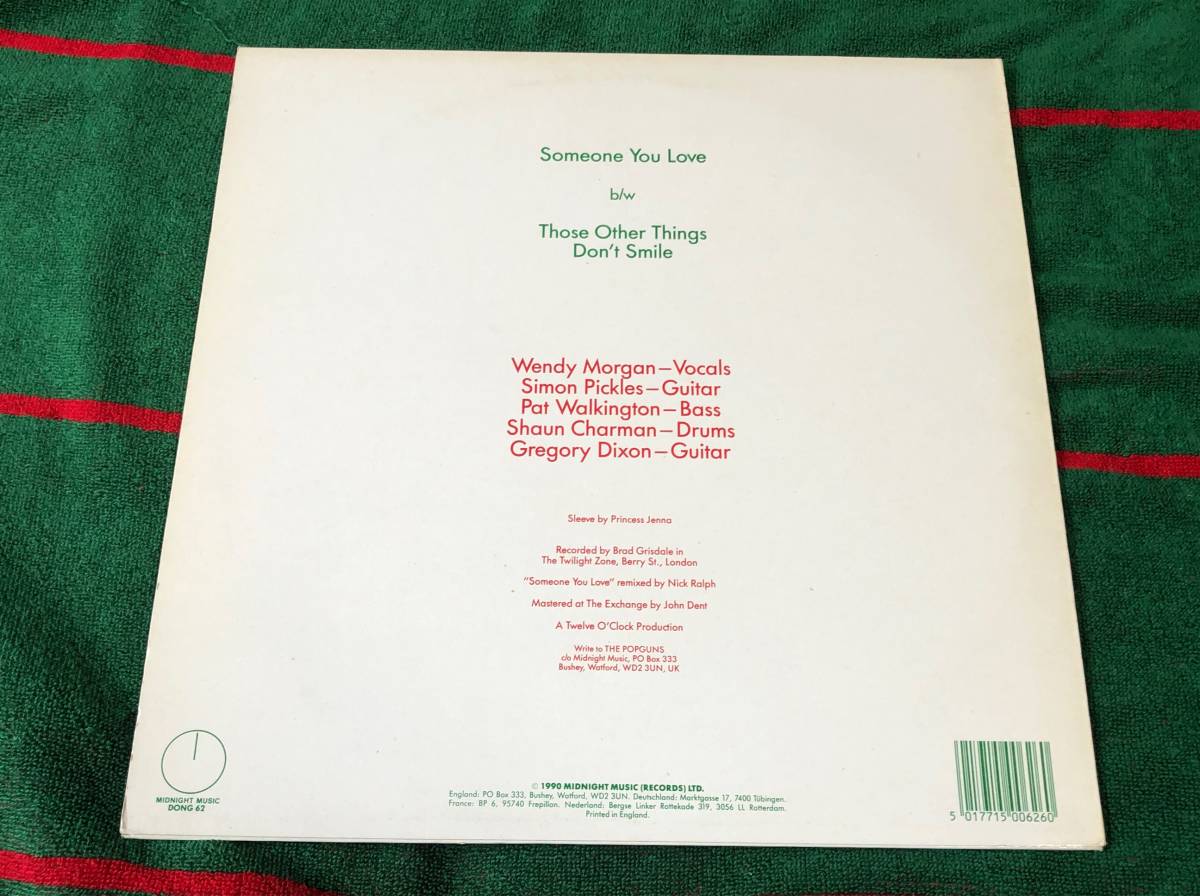 Someone You Love
b/w
Those Other Things
Don't Smile
Wendy Morgan—Vocals
Simon Pickles—Guitar
Pat Walkington—Bass
Shaun Charman—Drums
Gregory Dixon—Guitar
Sleeve by Princess Jenna
Recorded by Brad Grisdale in
The Twilight Zone, Berry St., London
"Someone You Love" remixed by Nick Ralph
Mastered at The Exchange by John Dent
A Twelve O'Clock Production
Write to THE POPGUNS
c/o Midnight Music, PO Box 333
Bushey, Watford, WD2 3UN, UK
MIDNIGHT MUSIC
DONG 62
© 1990 MIDNIGHT MUSIC (RECORDS) LTD.
England: PO Box 333, Bushey, Watford, WD2 3UN. Deutschland: Marktgasse 17, 7400 Tübingen.
France: BP 6, 95740 Frepillon. Nederland: Bergse Linker Rottekade 319, 3056 LL Rotterdam.
Printed in England.
5 017715 006260